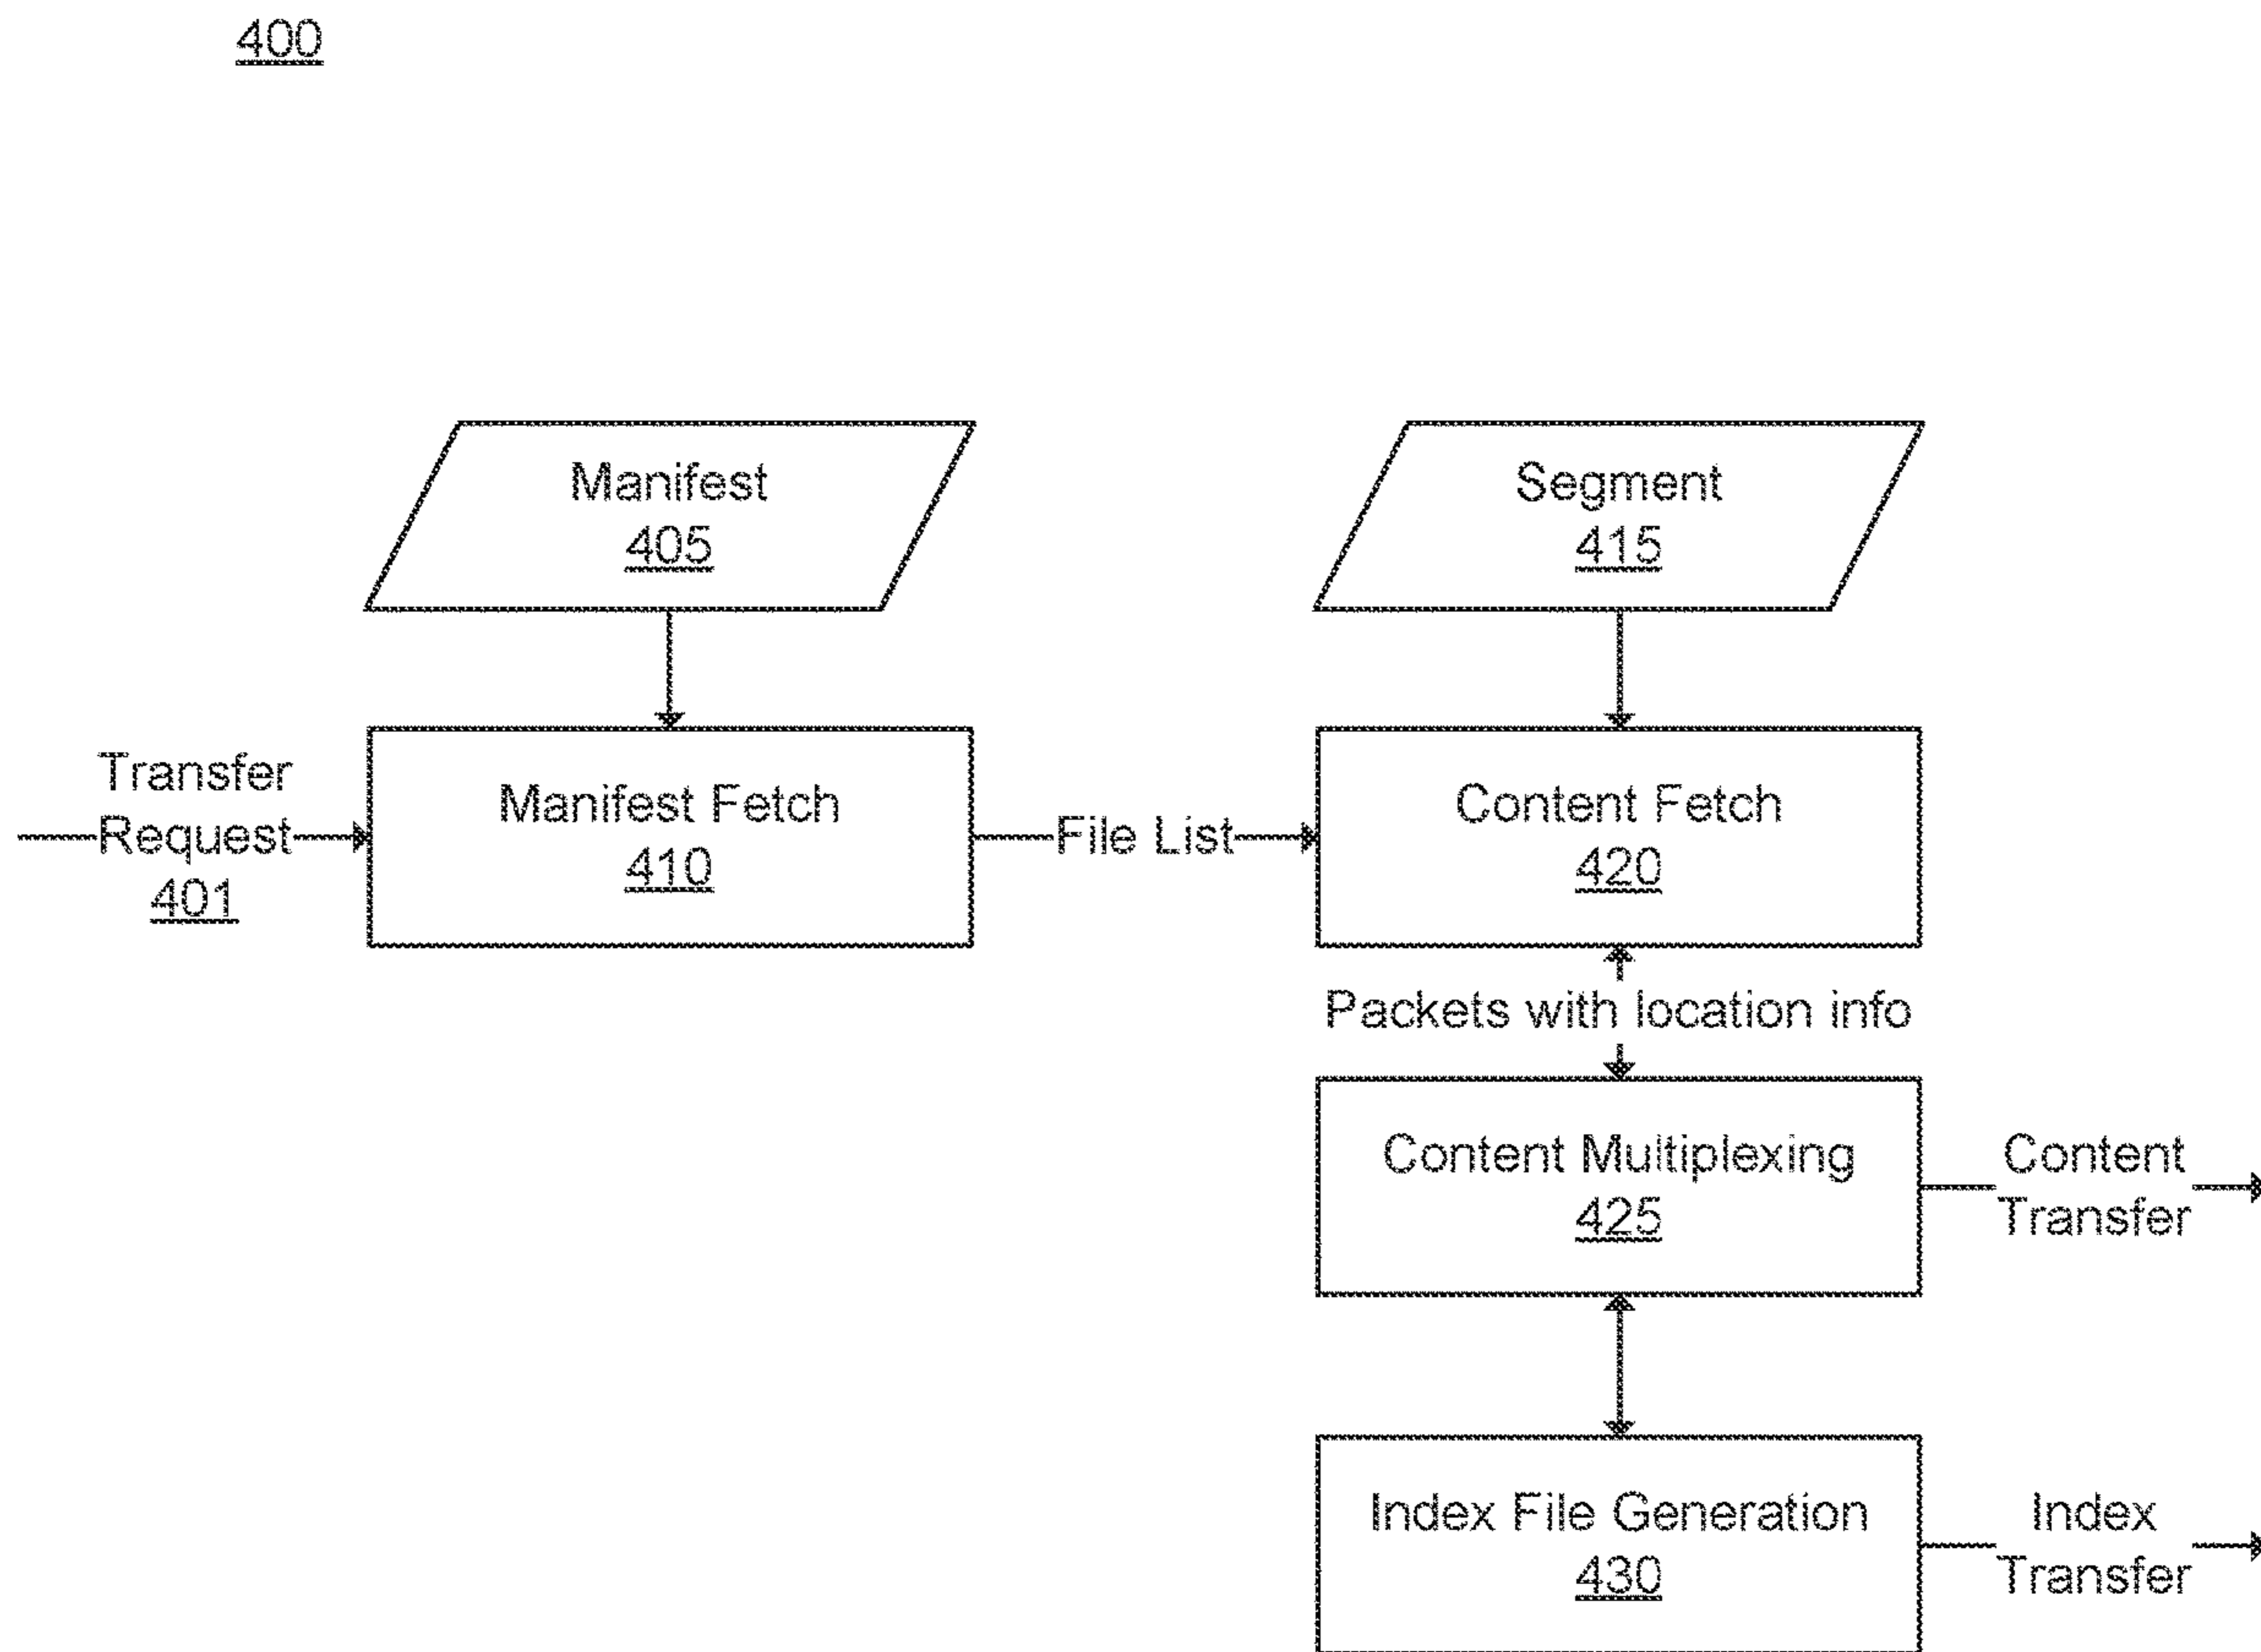 400
Manifest
405
Segment
415
Transfer
Request
401
Manifest Fetch
410
File List
Content Fetch
420
Packets with location info
Content Multiplexing
425
Content
Transfer
Index File Generation
430
Index
Transfer